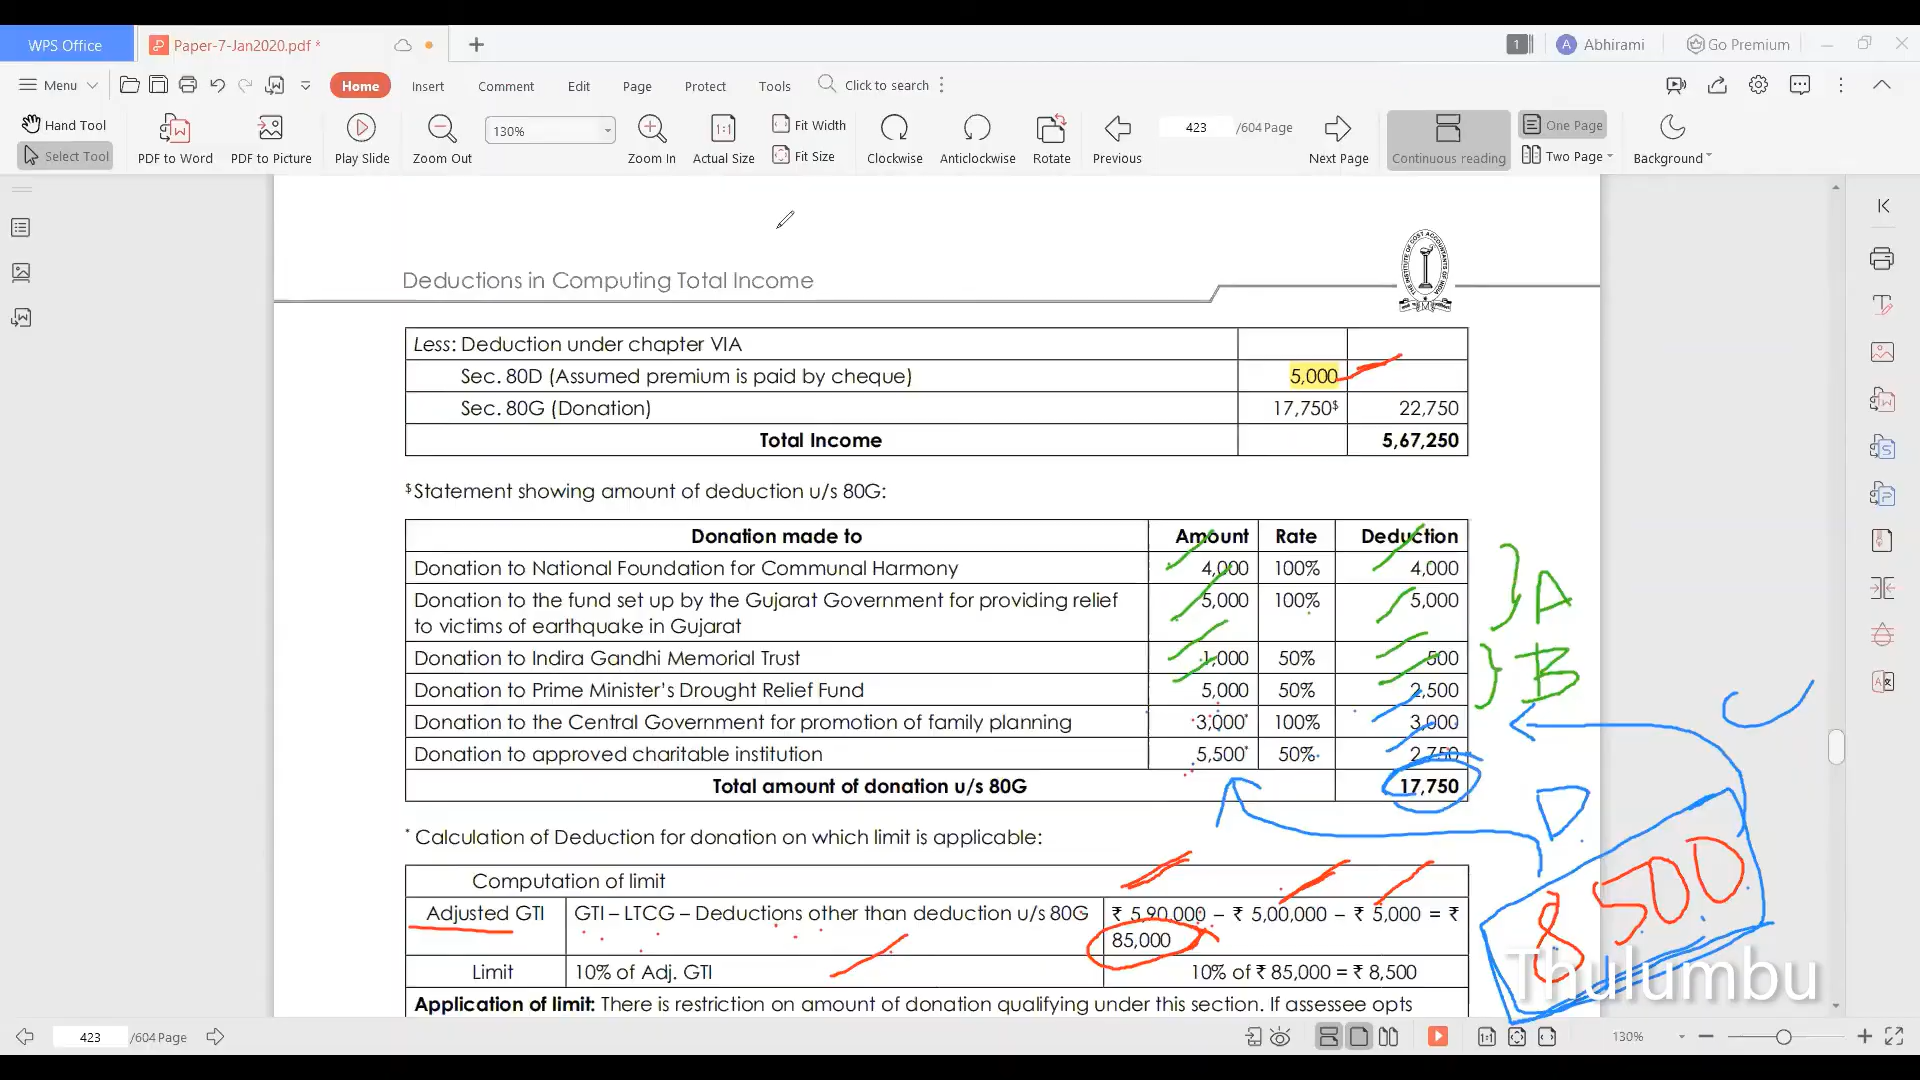 WPS Office
Paper-7-Jan2020.pdf *
1
A Abhirami
Go Premium
Menu
Home
Insert
Comment
Edit
Page
Protect
Tools
Click to search
Hand Tool
Select Tool
PDF to Word
PDF to Picture
Play Slide
Zoom Out
130%
Zoom In
1:1
Actual Size
Fit Width
Fit Size
Clockwise
Anticlockwise
Rotate
Previous
423 /604 Page
Next Page
Continuous reading
One Page
Two Page
Background
Deductions in Computing Total Income
THE INSTITUTE OF COST ACCOUNTANTS OF INDIA
Less: Deduction under chapter VIA
Sec. 80D (Assumed premium is paid by cheque) 5,000
Sec. 80G (Donation) 17,750$ 22,750
Total Income 5,67,250
$Statement showing amount of deduction u/s 80G:
Donation made to Amount Rate Deduction
Donation to National Foundation for Communal Harmony 4,000 100% 4,000
Donation to the fund set up by the Gujarat Government for providing relief 5,000 100% 5,000
to victims of earthquake in Gujarat
A
Donation to Indira Gandhi Memorial Trust 1,000 50% 500
B
Donation to Prime Minister's Drought Relief Fund 5,000 50% 2,500
Donation to the Central Government for promotion of family planning 3,000* 100% 3,000
Donation to approved charitable institution 5,500* 50% 2,750
Total amount of donation u/s 80G 17,750
D
* Calculation of Deduction for donation on which limit is applicable:
Computation of limit
8500
Adjusted GTI GTI – LTCG – Deductions other than deduction u/s 80G ₹ 5,90,000 – ₹ 5,00,000 – ₹ 5,000 = ₹
85,000
Limit 10% of Adj. GTI 10% of ₹ 85,000 = ₹ 8,500
Thulumbu
Application of limit: There is restriction on amount of donation qualifying under this section. If assessee opts
423 /604 Page
130%